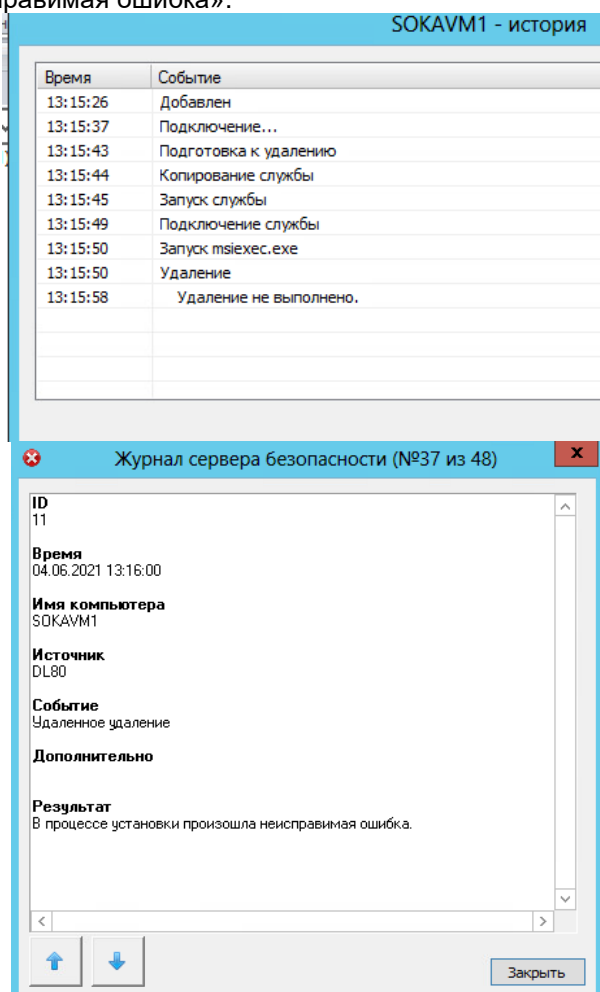 равимая ошибка».
SOKAVM1 - история
Время Событие
13:15:26 Добавлен
13:15:37 Подключение...
13:15:43 Подготовка к удалению
13:15:44 Копирование службы
13:15:45 Запуск службы
13:15:49 Подключение службы
13:15:50 Запуск msiexec.exe
13:15:50 Удаление
13:15:58 Удаление не выполнено.
Журнал сервера безопасности (№37 из 48)
ID
11
Время
04.06.2021 13:16:00
Имя компьютера
SOKAVM1
Источник
DL80
Событие
Удаленное удаление
Дополнительно
Результат
В процессе установки произошла неисправимая ошибка.
Закрыть